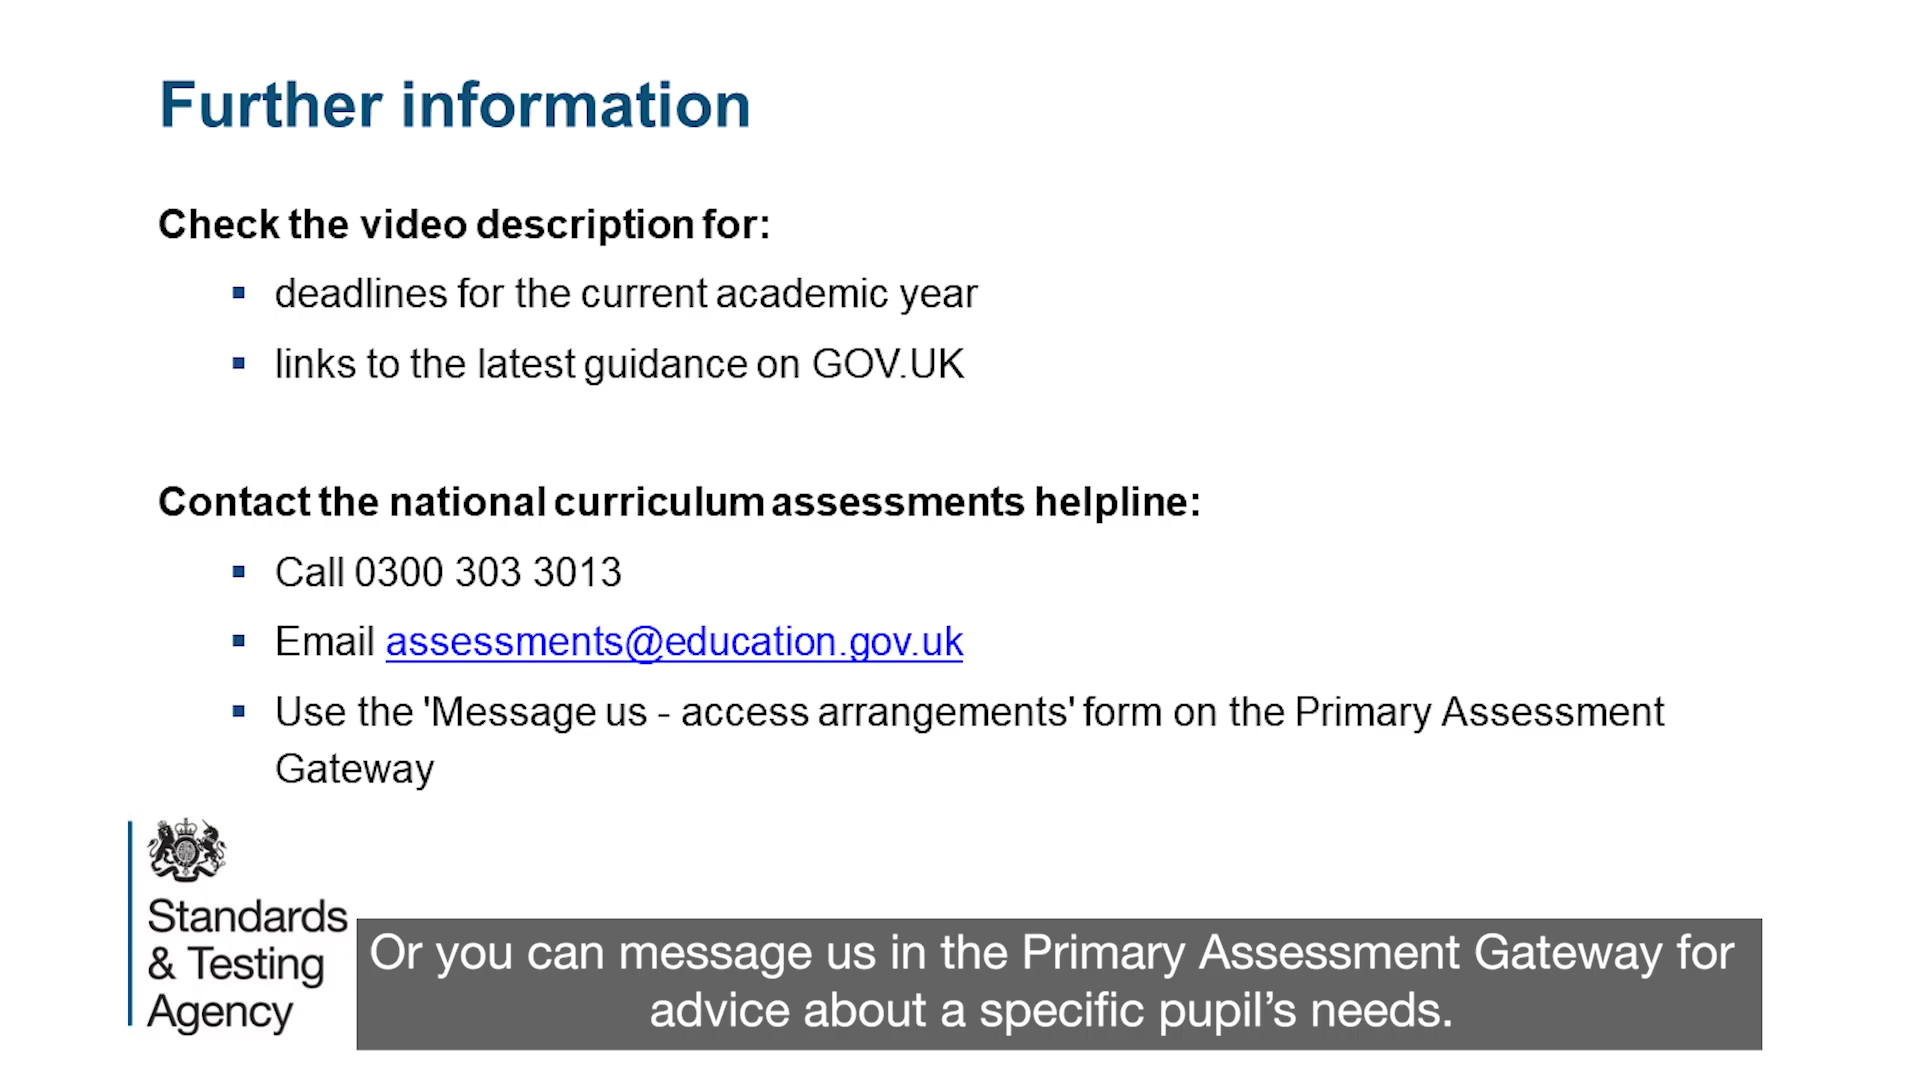 Further information
Check the video description for:
deadlines for the current academic year
links to the latest guidance on GOV.UK
Contact the national curriculum assessments helpline:
Call 0300 303 3013
Email assessments@education.gov.uk
Use the 'Message us - access arrangements' form on the Primary Assessment
Gateway
Standards
& Testing
Agency
Or you can message us in the Primary Assessment Gateway for
advice about a specific pupil’s needs.